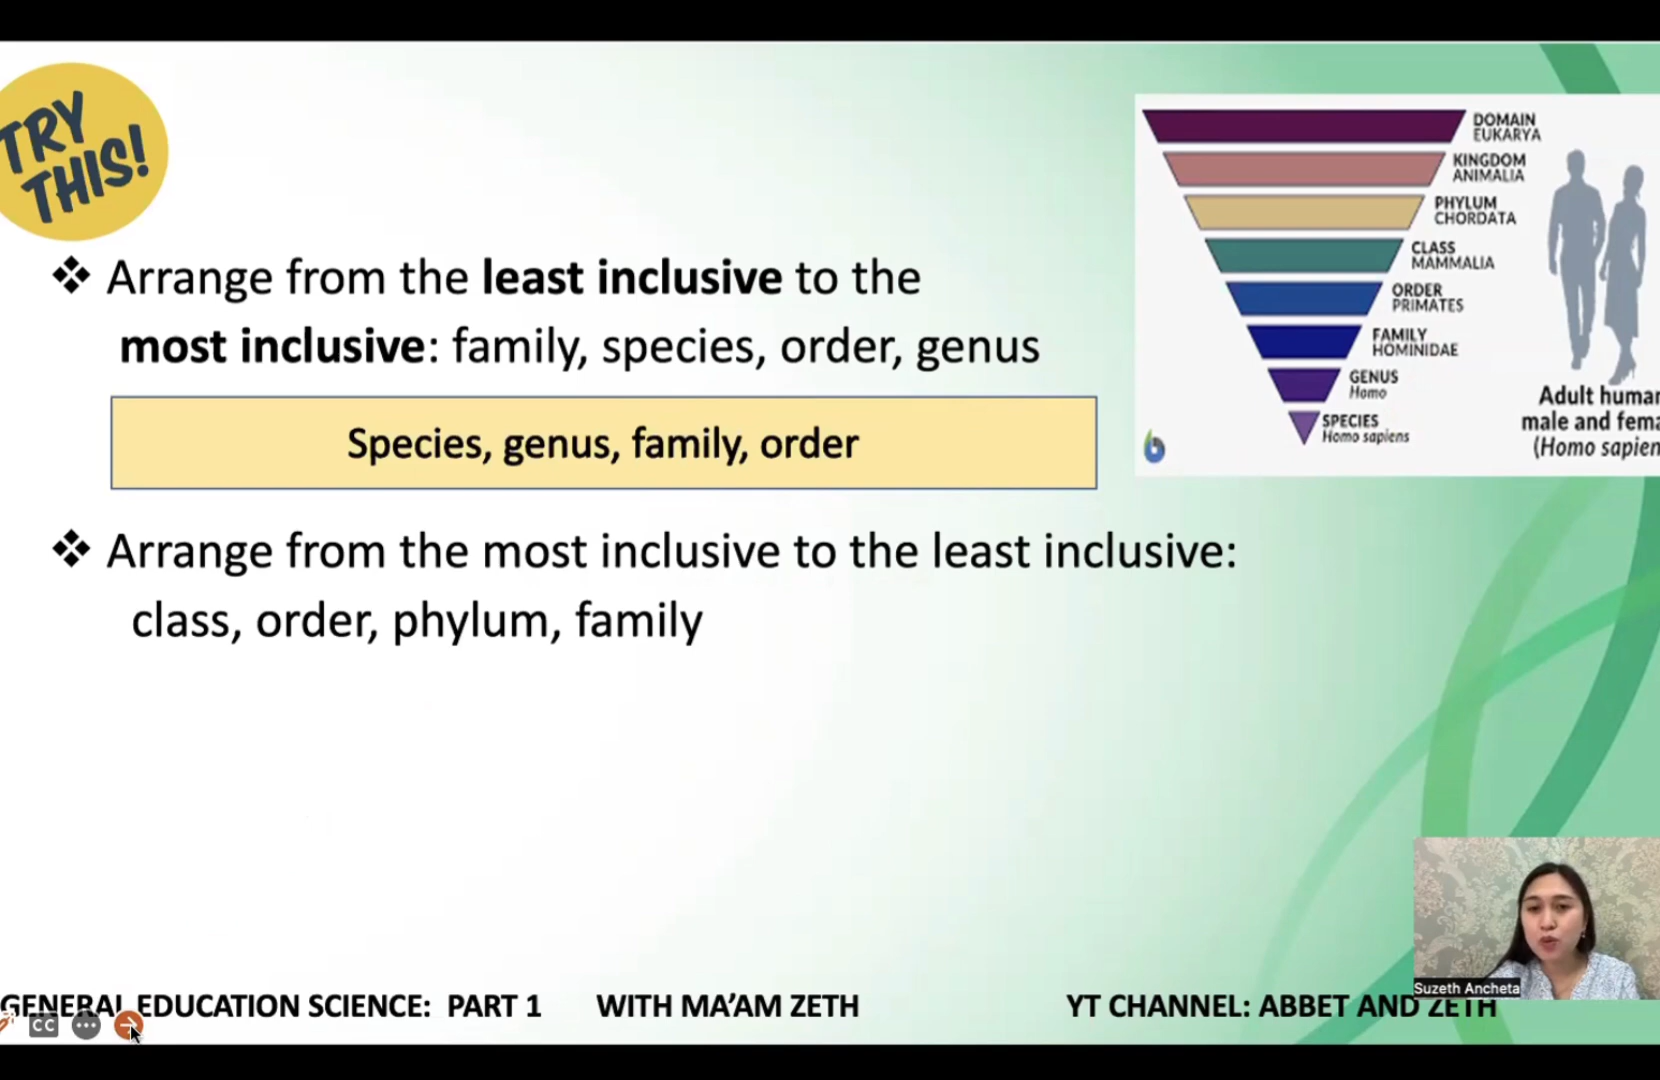 TRY
THIS!
❖ Arrange from the least inclusive to the
most inclusive: family, species, order, genus
Species, genus, family, order
❖ Arrange from the most inclusive to the least inclusive:
class, order, phylum, family
DOMAIN
EUKARYA
KINGDOM
ANIMALIA
PHYLUM
CHORDATA
CLASS
MAMMALIA
ORDER
PRIMATES
FAMILY
HOMINIDAE
GENUS
Homo
SPECIES
Homo sapiens
Adult human
male and fema
(Homo sapien
Suzeth Ancheta
GENERAL EDUCATION SCIENCE: PART 1 WITH MA’AM ZETH YT CHANNEL: ABBET AND ZETH
CC